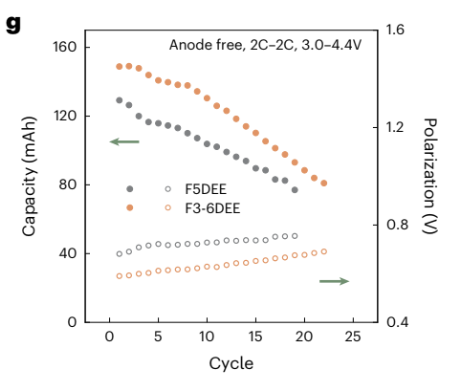 g
Anode free, 2C–2C, 3.0–4.4V
Capacity (mAh)
160
120
80
40
0
F5DEE
F3-6DEE
1.6
1.2
0.8
0.4
Polarization (V)
0 5 10 15 20 25
Cycle